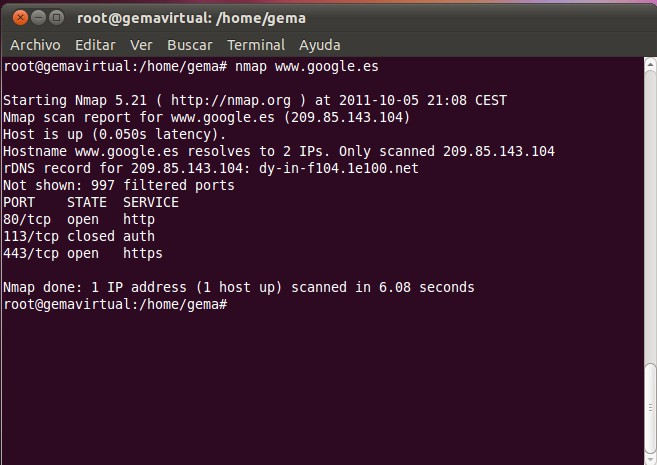 root@gemavirtual: /home/gema
Archivo Editar Ver Buscar Terminal Ayuda
root@gemavirtual:/home/gema# nmap www.google.es
Starting Nmap 5.21 ( http://nmap.org ) at 2011-10-05 21:08 CEST
Nmap scan report for www.google.es (209.85.143.104)
Host is up (0.050s latency).
Hostname www.google.es resolves to 2 IPs. Only scanned 209.85.143.104
rDNS record for 209.85.143.104: dy-in-f104.1e100.net
Not shown: 997 filtered ports
PORT    STATE  SERVICE
80/tcp  open   http
113/tcp closed auth
443/tcp open   https
Nmap done: 1 IP address (1 host up) scanned in 6.08 seconds
root@gemavirtual:/home/gema#